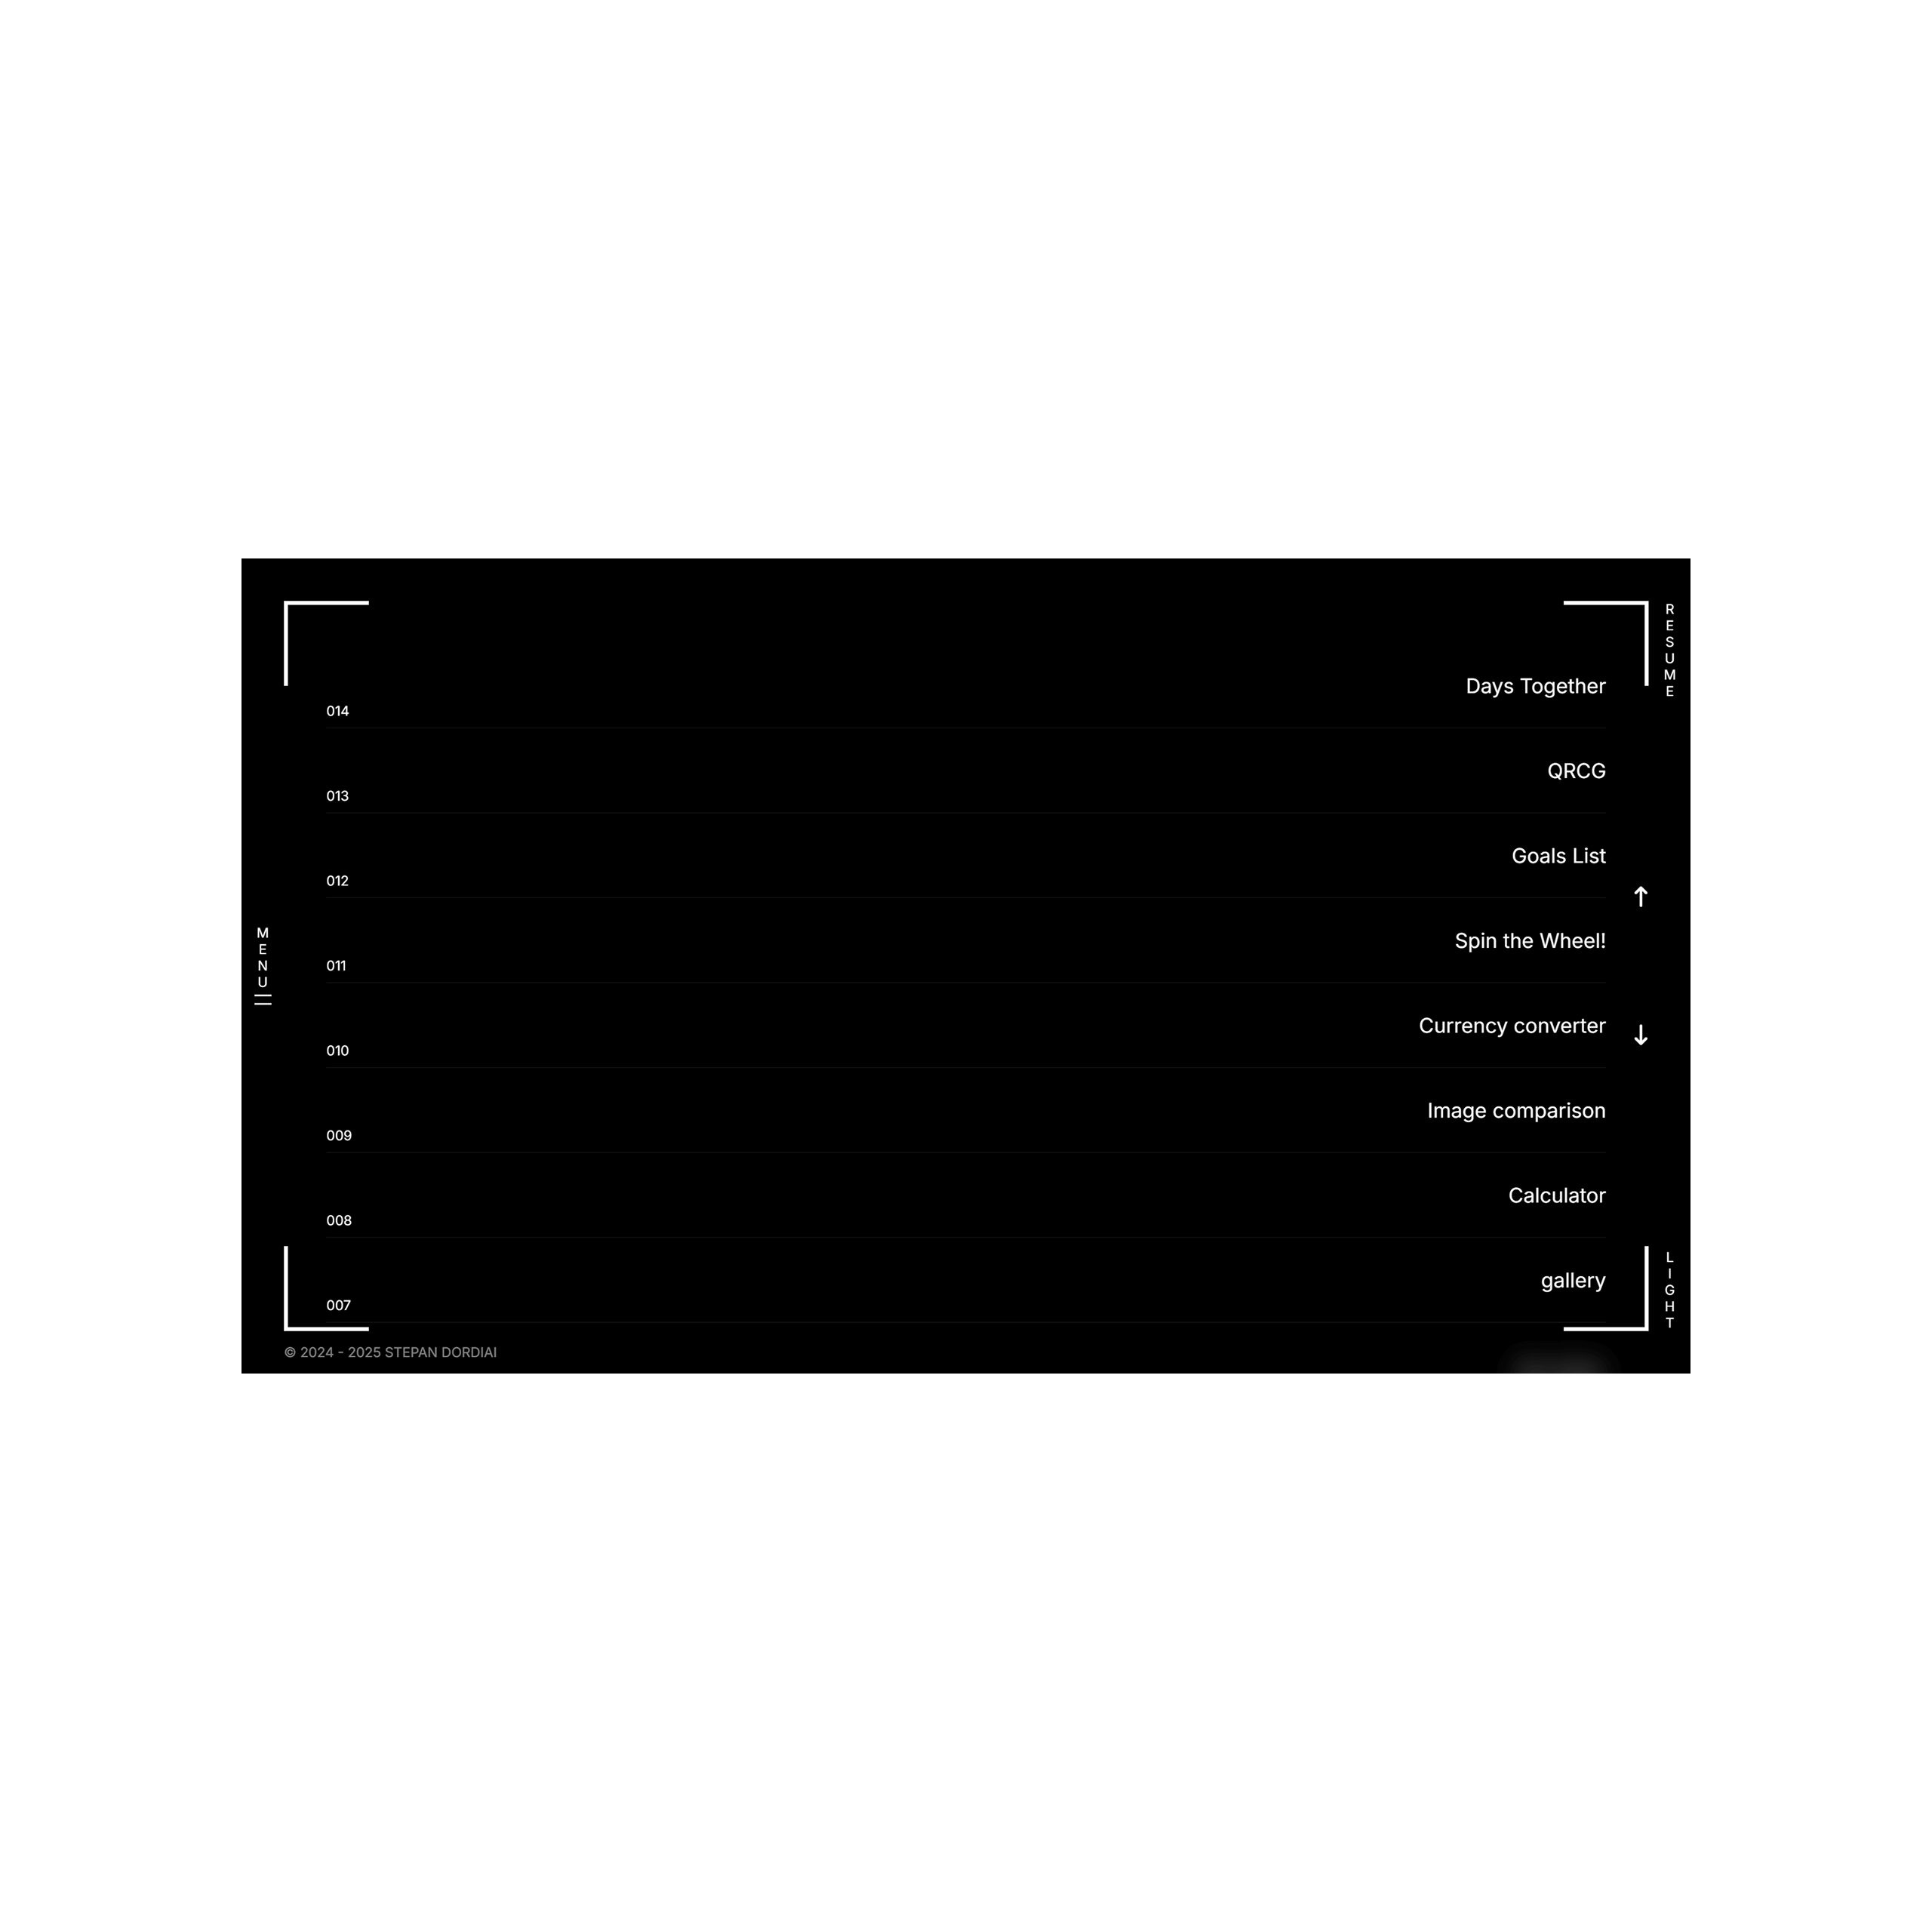 RESUME
Days Together
014
QRCG
013
Goals List
012
MENU
Spin the Wheel!
011
Currency converter
010
Image comparison
009
Calculator
008
LIGHT
gallery
007
© 2024 - 2025 STEPAN DORDIAI